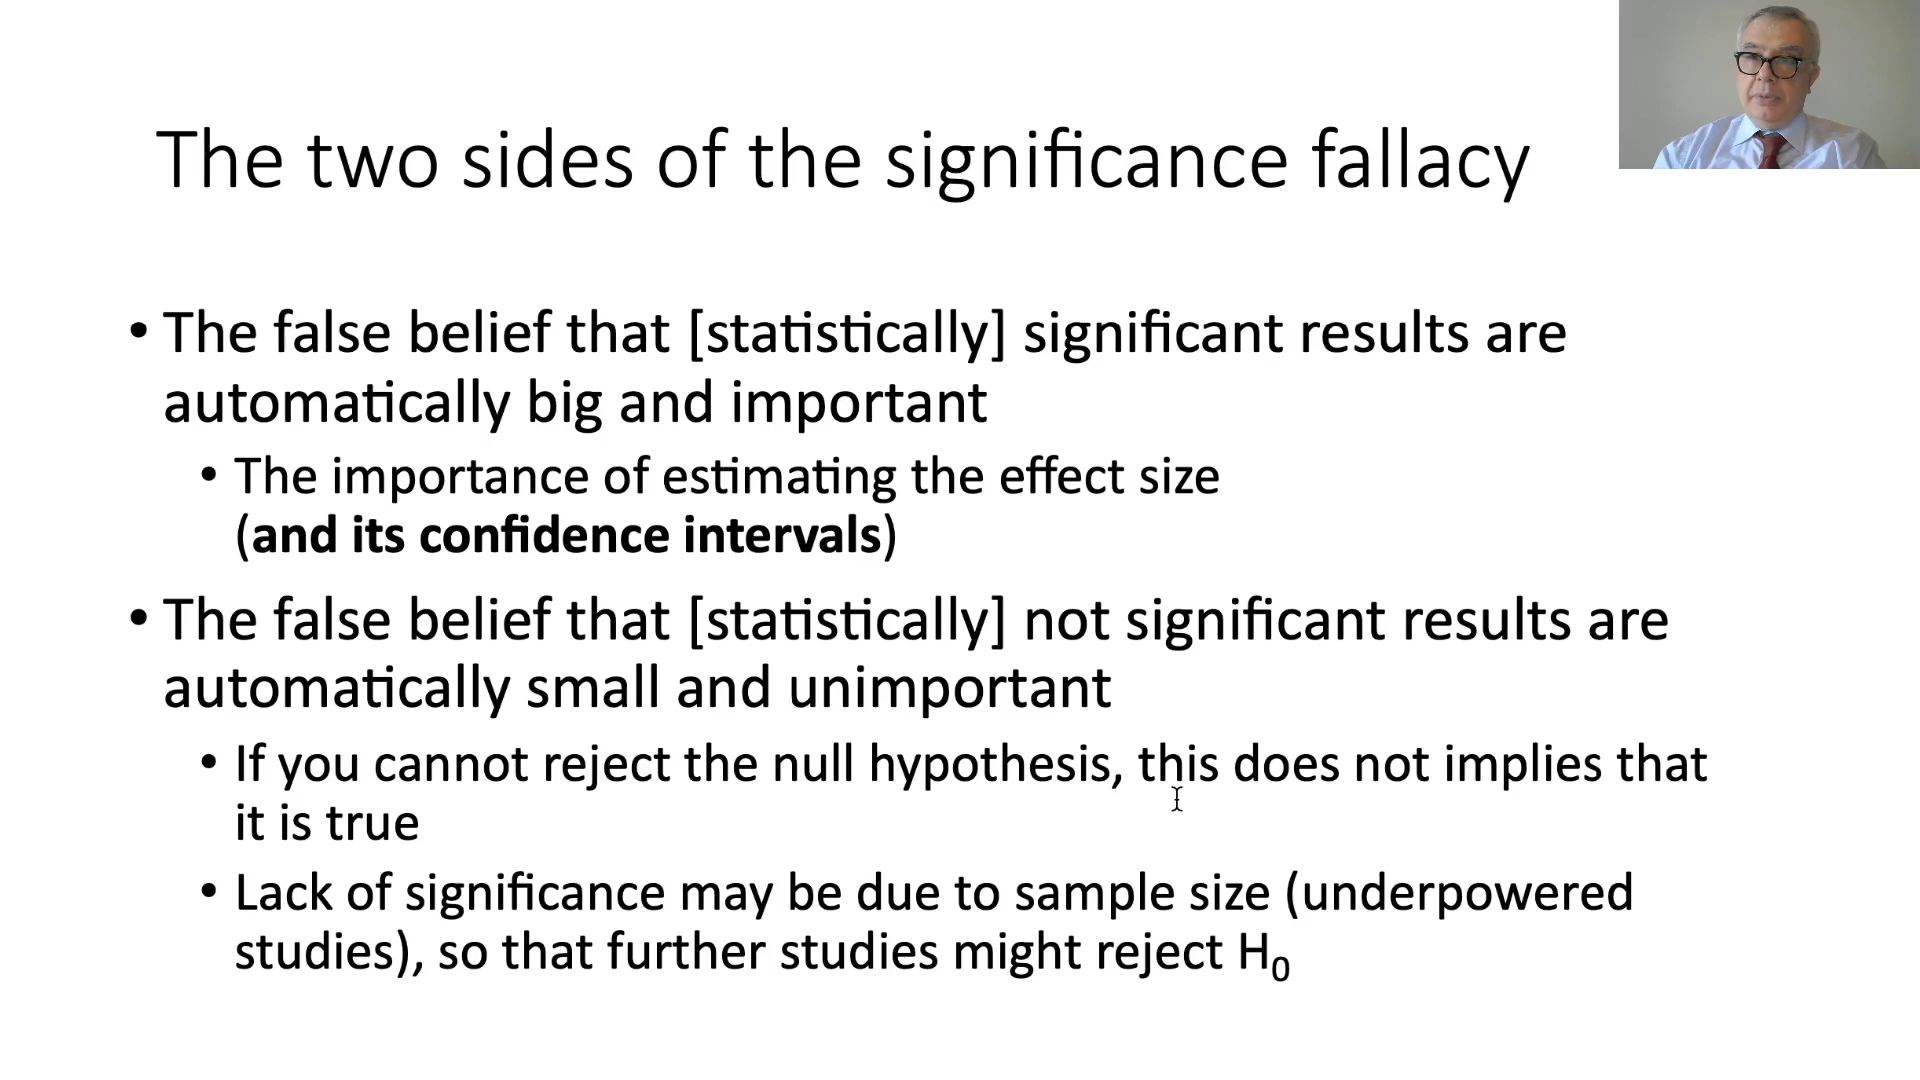 The two sides of the significance fallacy
• The false belief that [statistically] significant results are
automatically big and important
• The importance of estimating the effect size
(and its confidence intervals)
• The false belief that [statistically] not significant results are
automatically small and unimportant
• If you cannot reject the null hypothesis, this does not implies that
it is true
• Lack of significance may be due to sample size (underpowered
studies), so that further studies might reject H₀